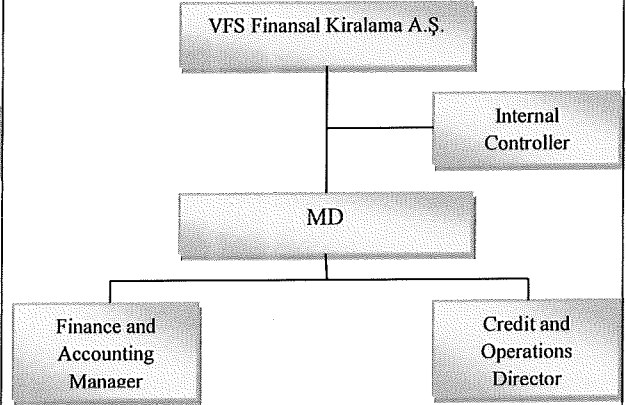 VFS Finansal Kiralama A.Ş.
Internal
Controller
MD
Finance and
Accounting
Manager
Credit and
Operations
Director